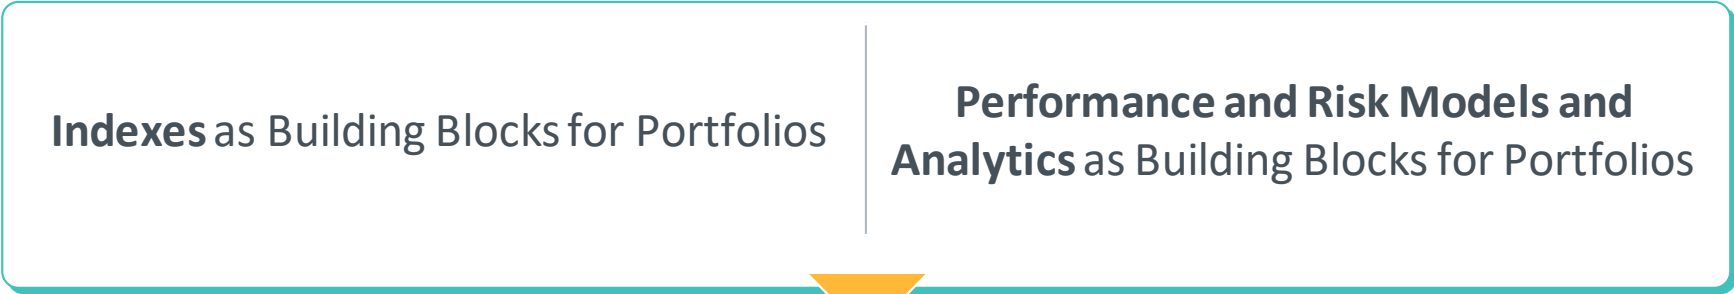 Indexes as Building Blocks for Portfolios
Performance and Risk Models and
Analytics as Building Blocks for Portfolios